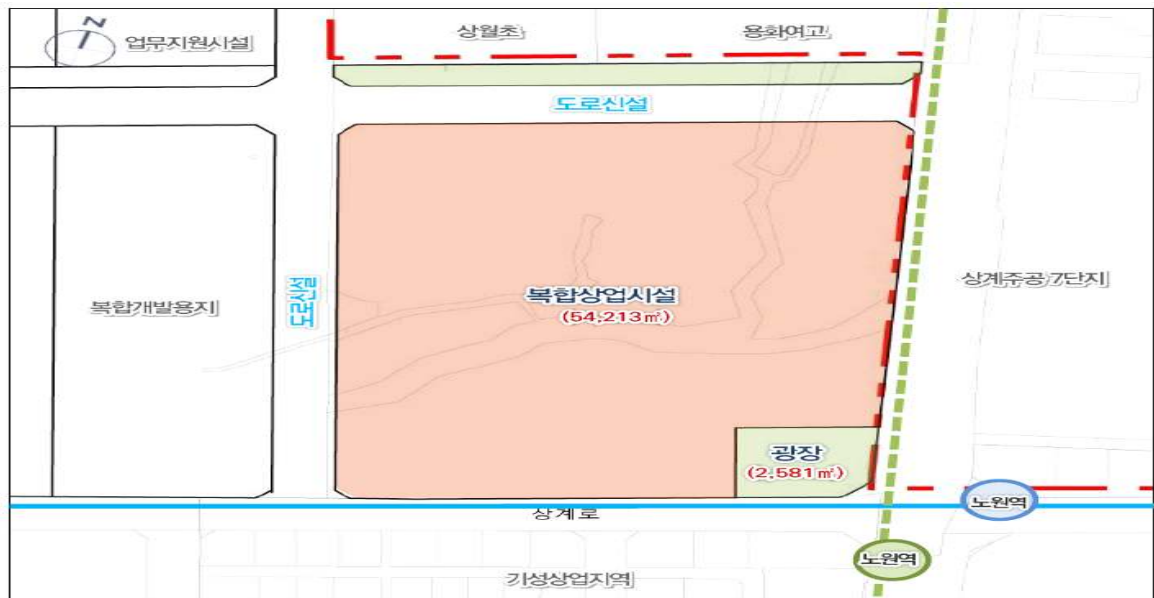 N
업무지원시설
상월초
용화여고
도로신설
도로신설
복합개발용지
복합상업시설
(54,213㎡)
상계주공 7단지
광장
(2,581㎡)
노원역
상계로
노원역
기성상업지역